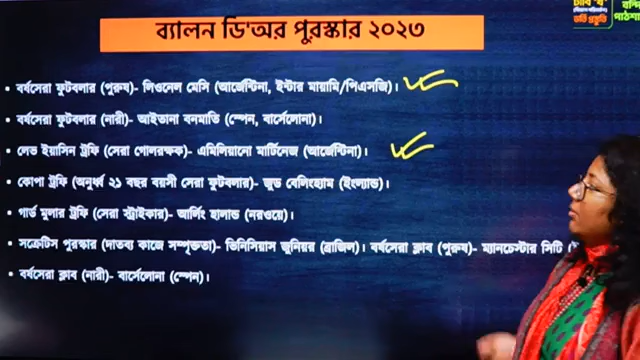 ব্যালন ডি'অর পুরস্কার ২০২৩
• বর্ষসেরা ফুটবলার (পুরুষ)- লিওনেল মেসি (আর্জেন্টিনা, ইন্টার মায়ামি/পিএসজি)।
• বর্ষসেরা ফুটবলার (নারী)- আইতানা বনমাতি (স্পেন, বার্সেলোনা)।
• লেভ ইয়াসিন ট্রফি (সেরা গোলরক্ষক)- এমিলিয়ানো মার্টিনেজ (আর্জেন্টিনা)।
• কোপা ট্রফি (অনুর্ধ্ব ২১ বছর বয়সী সেরা ফুটবলার)- জুড বেলিংহ্যাম (ইংল্যান্ড)।
• গার্ড মুলার ট্রফি (সেরা স্ট্রাইকার)- আর্লিং হালান্ড (নরওয়ে)।
• সক্রেটিস পুরস্কার (দাতব্য কাজে সম্পৃক্ততা)- ভিনিসিয়াস জুনিয়র (ব্রাজিল)। বর্ষসেরা ক্লাব (পুরুষ)- ম্যানচেস্টার সিটি
• বর্ষসেরা ক্লাব (নারী)- বার্সেলোনা (স্পেন)।